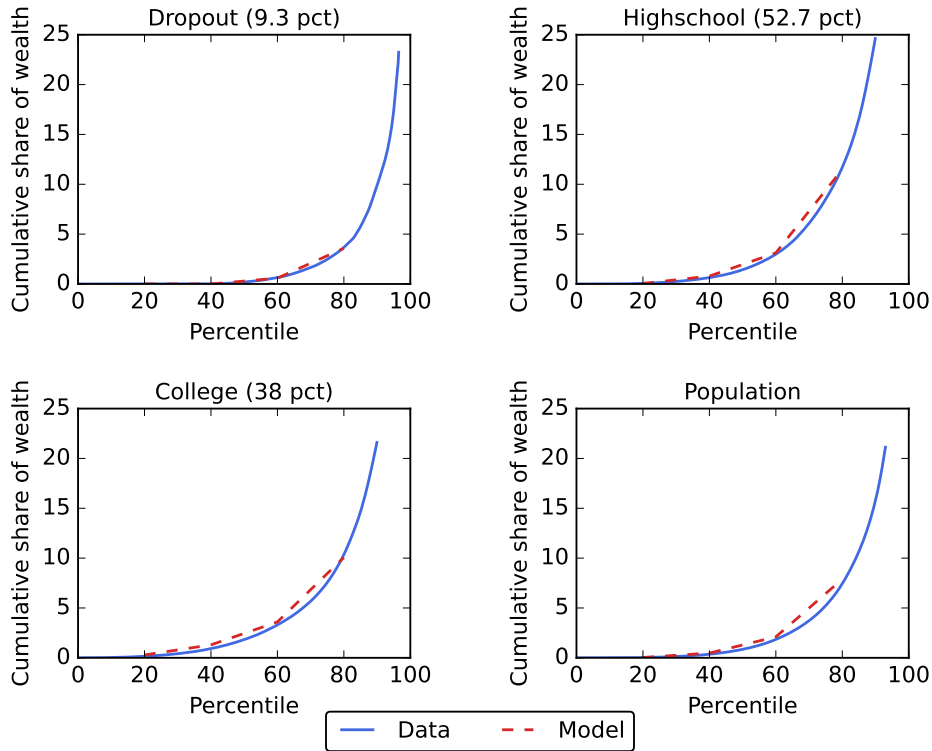 Dropout (9.3 pct)
Cumulative share of wealth
25
20
15
10
5
0
0 20 40 60 80 100
Percentile
Highschool (52.7 pct)
Cumulative share of wealth
25
20
15
10
5
0
0 20 40 60 80 100
Percentile
College (38 pct)
Cumulative share of wealth
25
20
15
10
5
0
0 20 40 60 80 100
Percentile
Population
Cumulative share of wealth
25
20
15
10
5
0
0 20 40 60 80 100
Percentile
Data Model